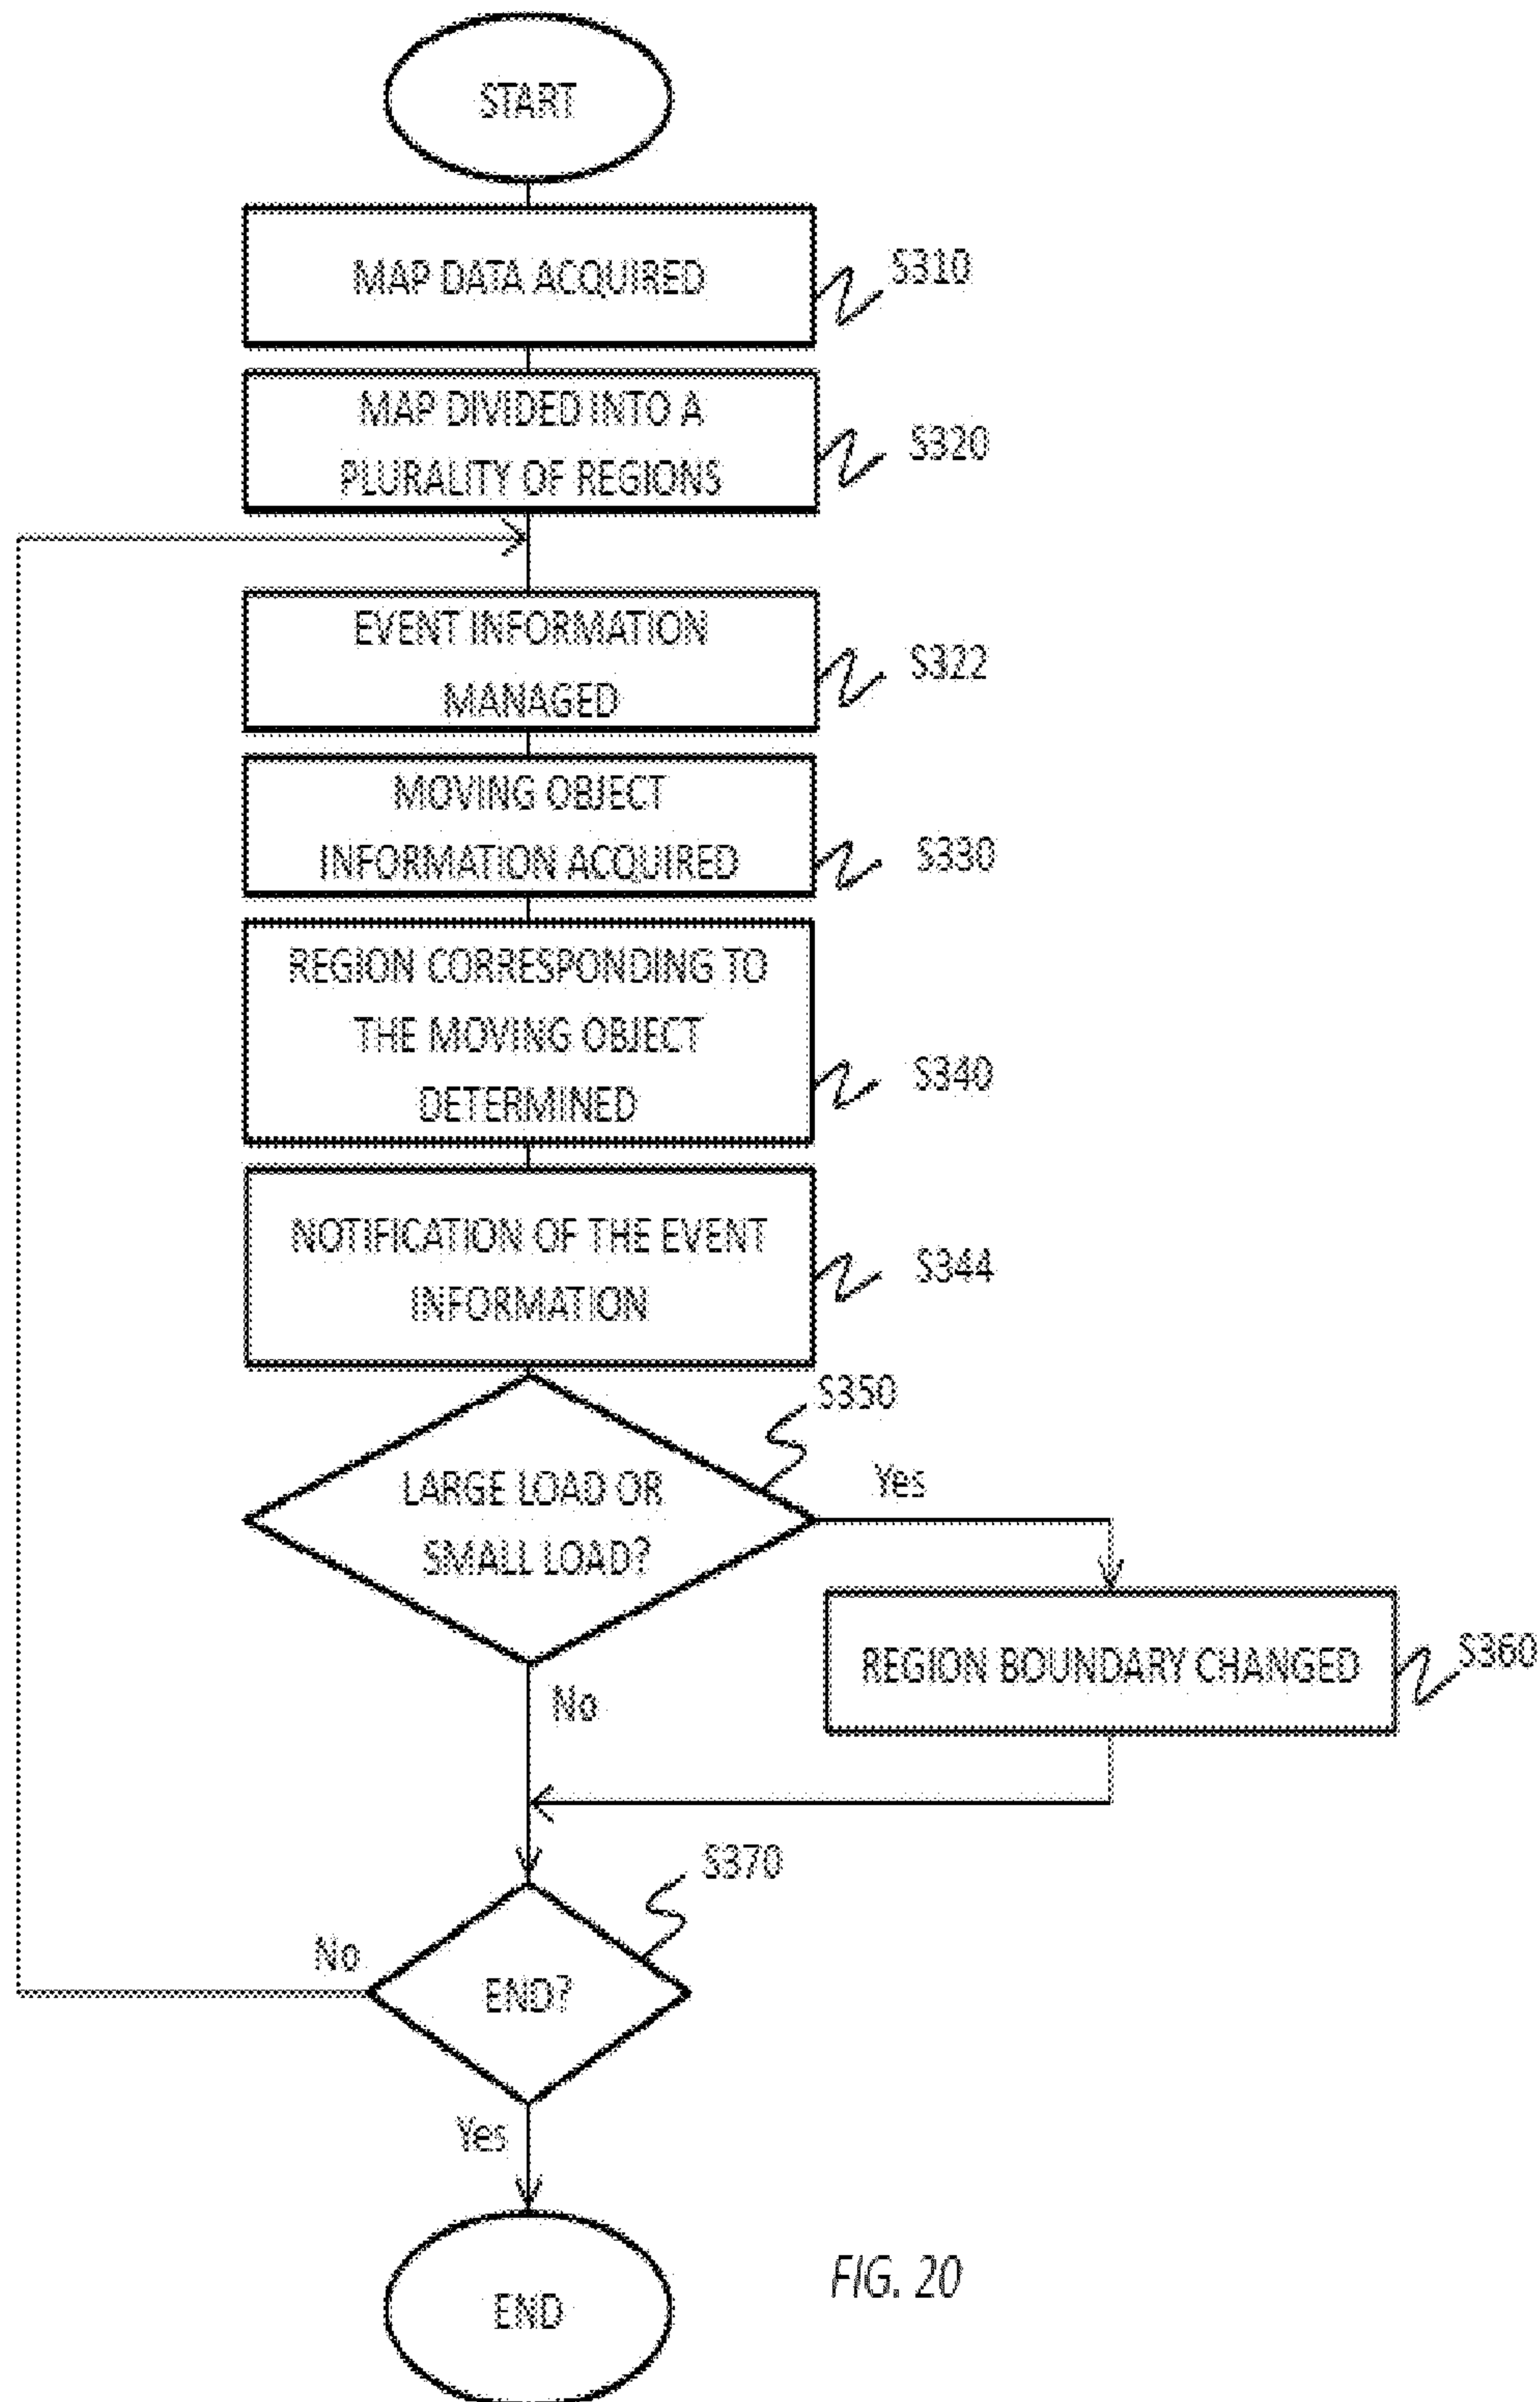 START
MAP DATA ACQUIRED
S310
MAP DIVIDED INTO A
PLURALITY OF REGIONS
S320
EVENT INFORMATION
MANAGED
S322
MOVING OBJECT
INFORMATION ACQUIRED
S330
REGION CORRESPONDING TO
THE MOVING OBJECT
DETERMINED
S340
NOTIFICATION OF THE EVENT
INFORMATION
S344
S350
LARGE LOAD OR
SMALL LOAD?
Yes
REGION BOUNDARY CHANGED
S360
No
S370
No
END?
Yes
END
FIG. 20